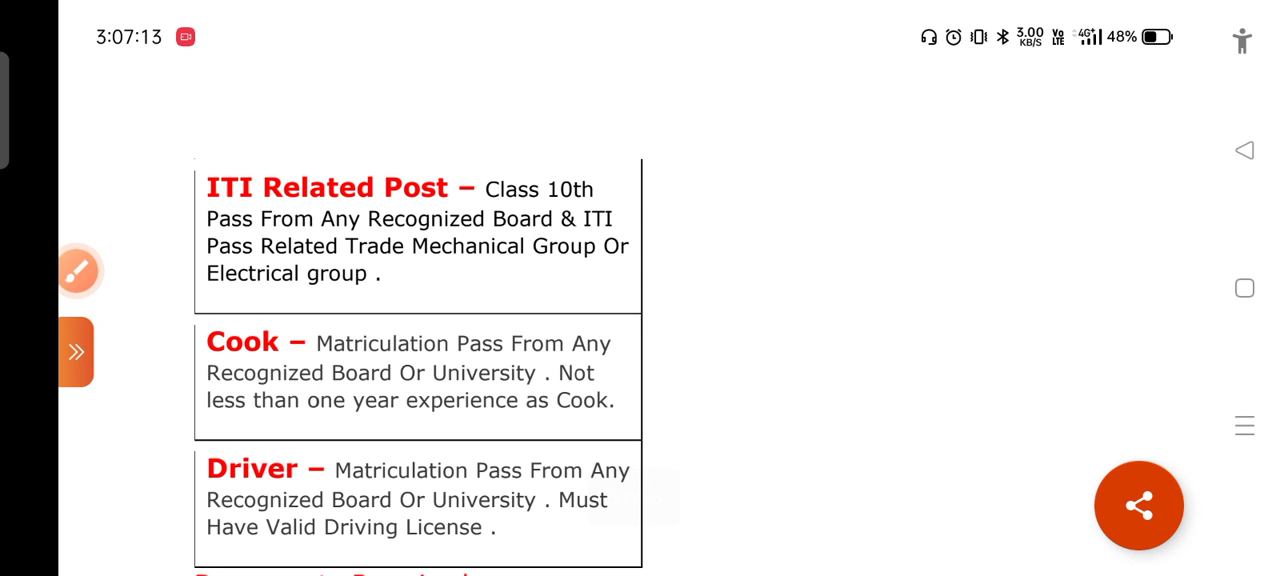 3:07:13
3.00 KB/S Vo LTE 4G+ 48%
ITI Related Post – Class 10th
Pass From Any Recognized Board & ITI
Pass Related Trade Mechanical Group Or
Electrical group .
Cook – Matriculation Pass From Any
Recognized Board Or University . Not
less than one year experience as Cook.
Driver – Matriculation Pass From Any
Recognized Board Or University . Must
Have Valid Driving License .